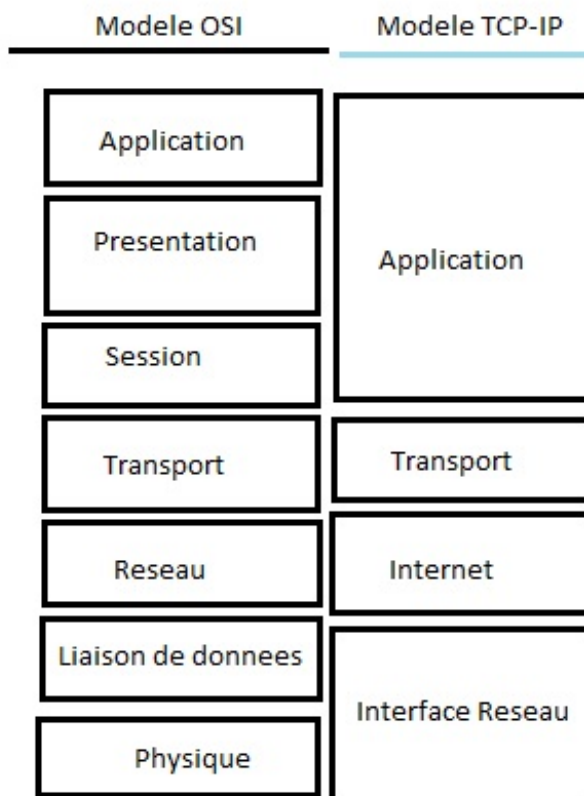 Modele OSI
Modele TCP-IP
Application
Presentation
Session
Transport
Reseau
Liaison de donnees
Physique
Application
Transport
Internet
Interface Reseau